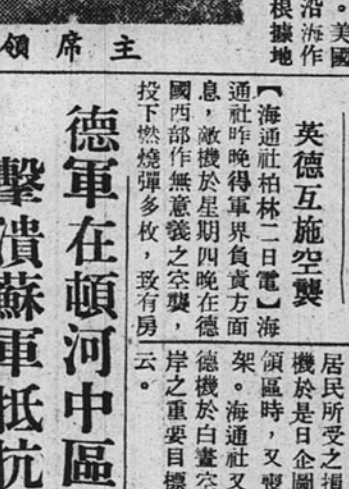 。美國
沿海作
根據地
主席領
英德互施空襲
【海通社柏林二日電】海
通社昨晚得軍界負責方面
息，敵機於星期四晚在德
國西部作無意義之空襲，
投下燃燒彈多枚，致有房
居民所受之損
機於是日企圖
領區時，又喪
架。海通社又
德機於白晝空
岸之重要目標
云。
德軍在頓河中區
擊潰蘇軍抵抗